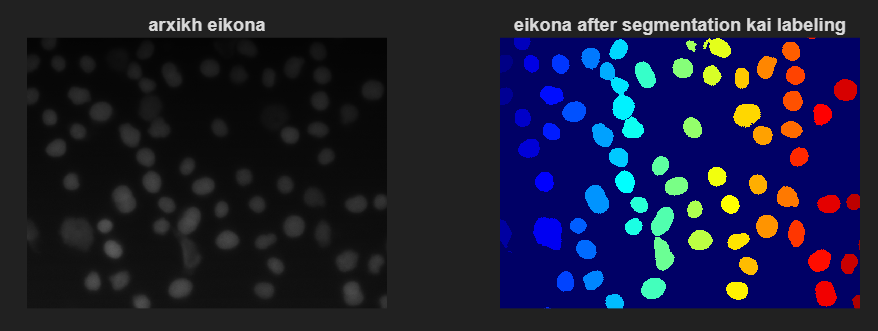 arxikh eikona
eikona after segmentation kai labeling